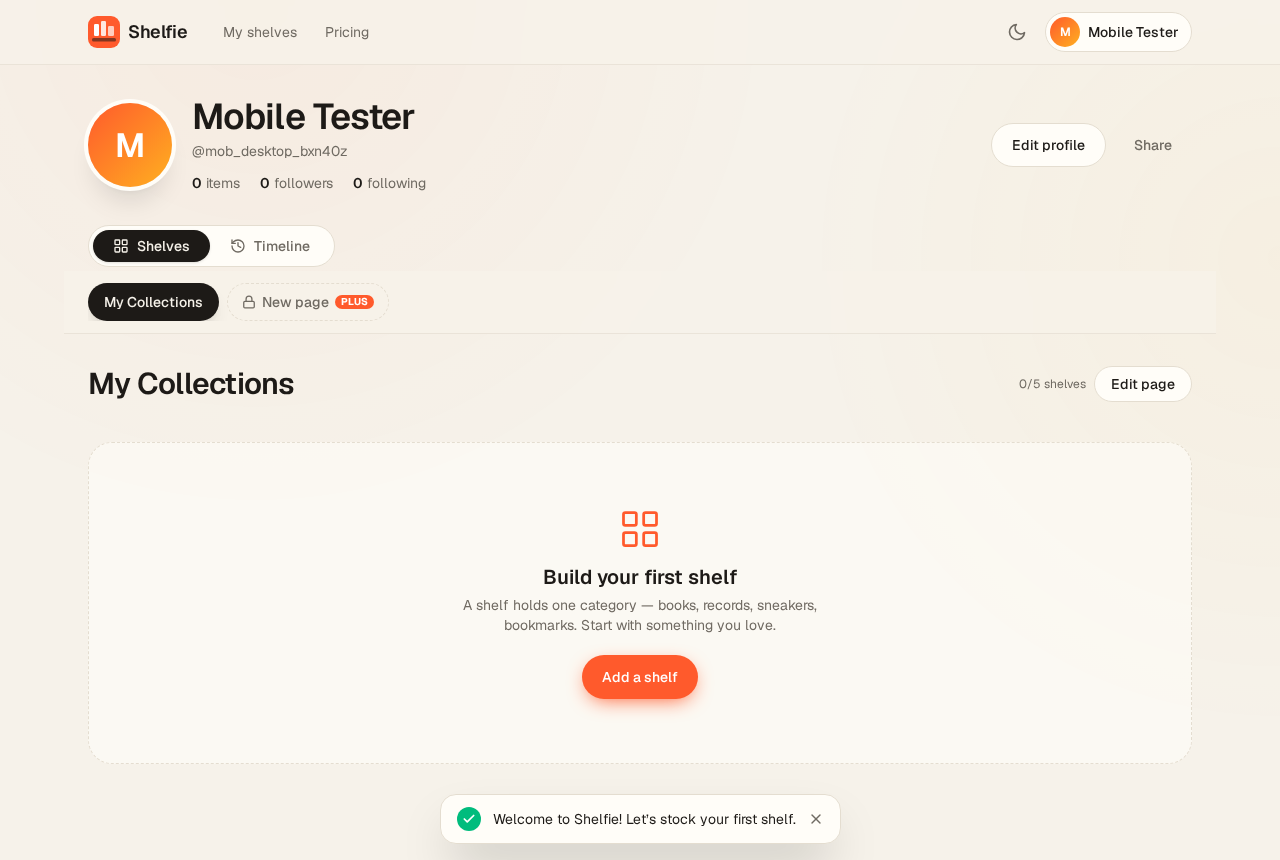 Shelfie
My shelves
Pricing
M
Mobile Tester
M
Mobile Tester
@mob_desktop_bxn40z
0 items
0 followers
0 following
Edit profile
Share
Shelves
Timeline
My Collections
New page
PLUS
My Collections
0/5 shelves
Edit page
Build your first shelf
A shelf holds one category — books, records, sneakers,
bookmarks. Start with something you love.
Add a shelf
Welcome to Shelfie! Let's stock your first shelf.